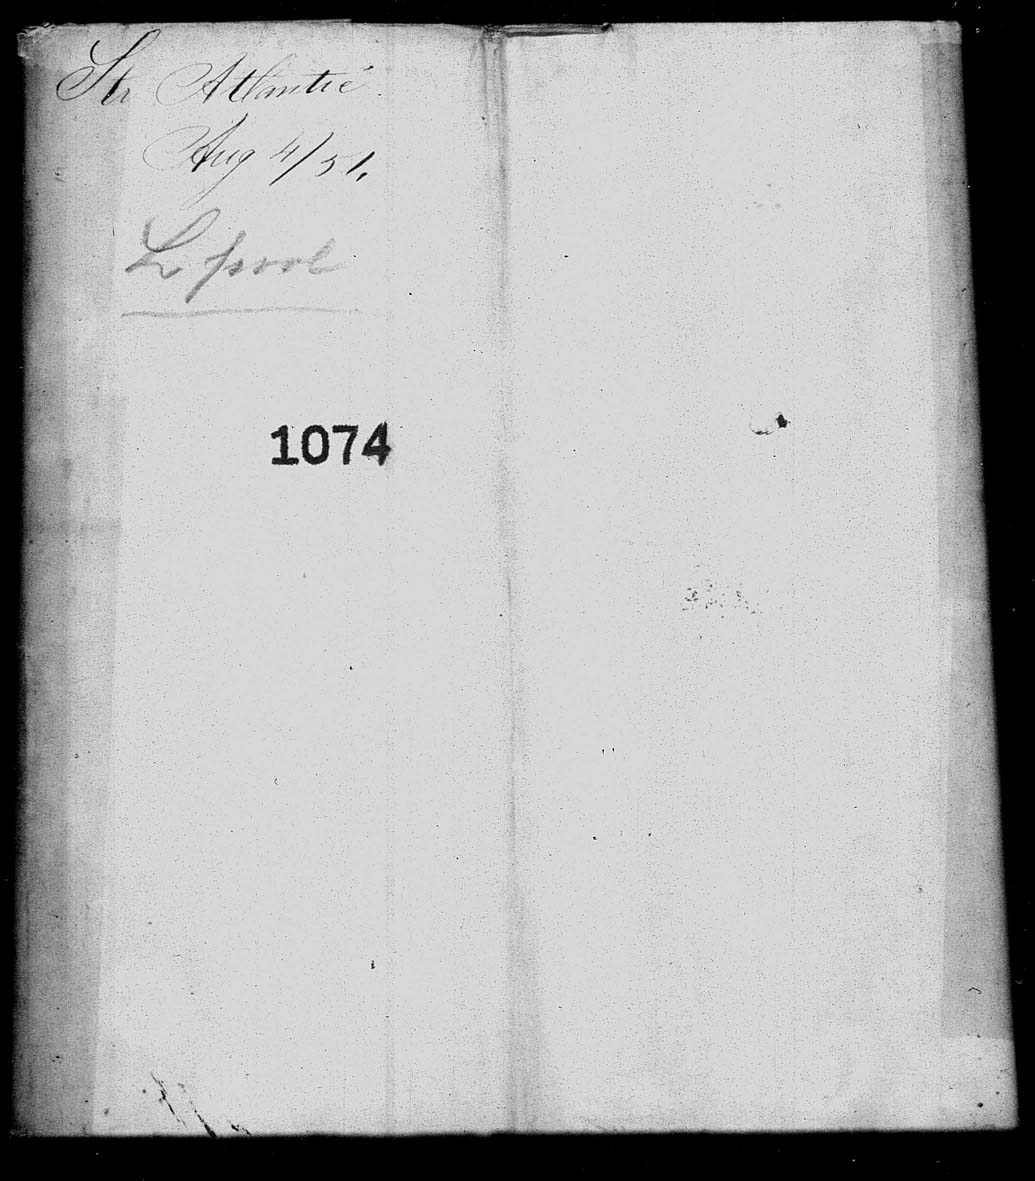 Str Atlantic
Aug 4/51.
L pool
1074